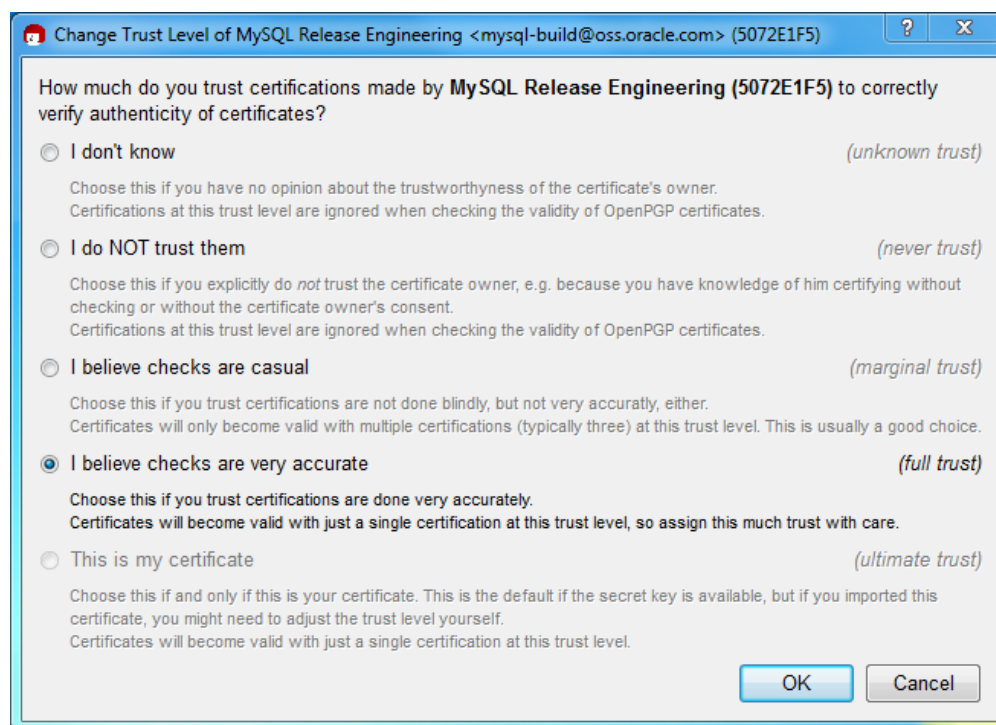 Change Trust Level of MySQL Release Engineering <mysql-build@oss.oracle.com> (5072E1F5)
How much do you trust certifications made by MySQL Release Engineering (5072E1F5) to correctly
verify authenticity of certificates?
I don't know (unknown trust)
Choose this if you have no opinion about the trustworthyness of the certificate's owner.
Certifications at this trust level are ignored when checking the validity of OpenPGP certificates.
I do NOT trust them (never trust)
Choose this if you explicitly do not trust the certificate owner, e.g. because you have knowledge of him certifying without
checking or without the certificate owner's consent.
Certifications at this trust level are ignored when checking the validity of OpenPGP certificates.
I believe checks are casual (marginal trust)
Choose this if you trust certifications are not done blindly, but not very accuratly, either.
Certificates will only become valid with multiple certifications (typically three) at this trust level. This is usually a good choice.
I believe checks are very accurate (full trust)
Choose this if you trust certifications are done very accurately.
Certificates will become valid with just a single certification at this trust level, so assign this much trust with care.
This is my certificate (ultimate trust)
Choose this if and only if this is your certificate. This is the default if the secret key is available, but if you imported this
certificate, you might need to adjust the trust level yourself.
Certificates will become valid with just a single certification at this trust level.
OK Cancel